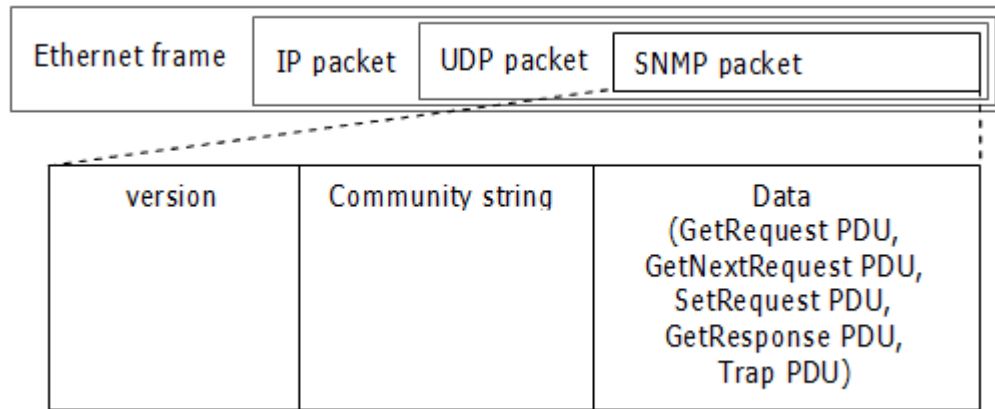 Ethernet frame
IP packet
UDP packet
SNMP packet
version
Community string
Data
(GetRequest PDU,
GetNextRequest PDU,
SetRequest PDU,
GetResponse PDU,
Trap PDU)